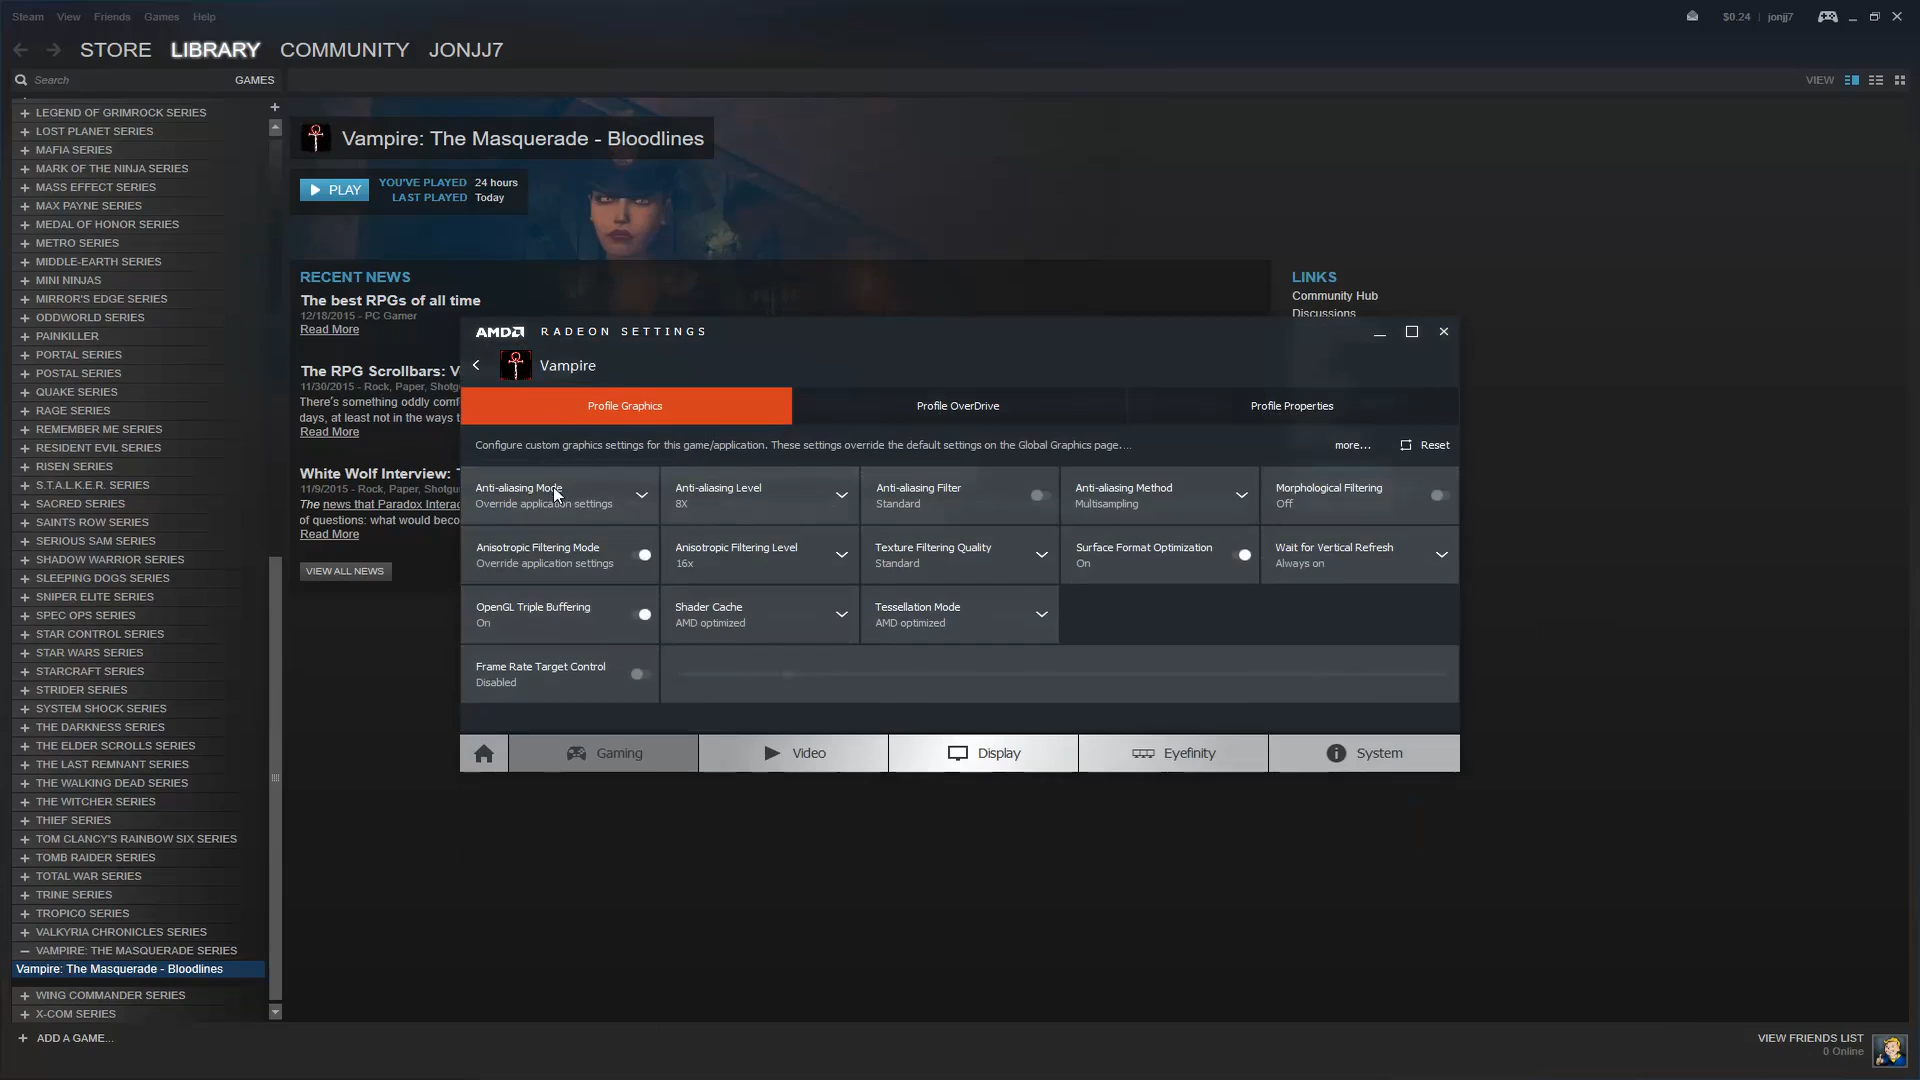 Steam View Friends Games Help
$0.24 | jonjj7
STORE LIBRARY COMMUNITY JONJJ7
Search GAMES
VIEW
LEGEND OF GRIMROCK SERIES
LOST PLANET SERIES
MAFIA SERIES
MARK OF THE NINJA SERIES
MASS EFFECT SERIES
MAX PAYNE SERIES
MEDAL OF HONOR SERIES
METRO SERIES
MIDDLE-EARTH SERIES
MINI NINJAS
MIRROR'S EDGE SERIES
ODDWORLD SERIES
PAINKILLER
PORTAL SERIES
POSTAL SERIES
QUAKE SERIES
RAGE SERIES
REMEMBER ME SERIES
RESIDENT EVIL SERIES
RISEN SERIES
S.T.A.L.K.E.R. SERIES
SACRED SERIES
SAINTS ROW SERIES
SERIOUS SAM SERIES
SHADOW WARRIOR SERIES
SLEEPING DOGS SERIES
SNIPER ELITE SERIES
SPEC OPS SERIES
STAR CONTROL SERIES
STAR WARS SERIES
STARCRAFT SERIES
STRIDER SERIES
SYSTEM SHOCK SERIES
THE DARKNESS SERIES
THE ELDER SCROLLS SERIES
THE LAST REMNANT SERIES
THE WALKING DEAD SERIES
THE WITCHER SERIES
THIEF SERIES
TOM CLANCY'S RAINBOW SIX SERIES
TOMB RAIDER SERIES
TOTAL WAR SERIES
TRINE SERIES
TROPICO SERIES
VALKYRIA CHRONICLES SERIES
VAMPIRE: THE MASQUERADE SERIES
Vampire: The Masquerade - Bloodlines
WING COMMANDER SERIES
X-COM SERIES
ADD A GAME...
Vampire: The Masquerade - Bloodlines
PLAY
YOU'VE PLAYED 24 hours
LAST PLAYED Today
RECENT NEWS
The best RPGs of all time
12/18/2015 - PC Gamer
Read More
The RPG Scrollbars: V
11/30/2015 - Rock, Paper, Shotg
There's something oddly comf
days, at least not in the ways t
Read More
White Wolf Interview: T
11/9/2015 - Rock, Paper, Shotgu
The news that Paradox Interac
of questions: what would beco
Read More
VIEW ALL NEWS
LINKS
Community Hub
Discussions
AMD RADEON SETTINGS
Vampire
Profile Graphics Profile OverDrive Profile Properties
Configure custom graphics settings for this game/application. These settings override the default settings on the Global Graphics page.... more... Reset
Anti-aliasing Mode
Override application settings
Anti-aliasing Level
8X
Anti-aliasing Filter
Standard
Anti-aliasing Method
Multisampling
Morphological Filtering
Off
Anisotropic Filtering Mode
Override application settings
Anisotropic Filtering Level
16x
Texture Filtering Quality
Standard
Surface Format Optimization
On
Wait for Vertical Refresh
Always on
OpenGL Triple Buffering
On
Shader Cache
AMD optimized
Tessellation Mode
AMD optimized
Frame Rate Target Control
Disabled
Gaming Video Display Eyefinity System
VIEW FRIENDS LIST
0 Online